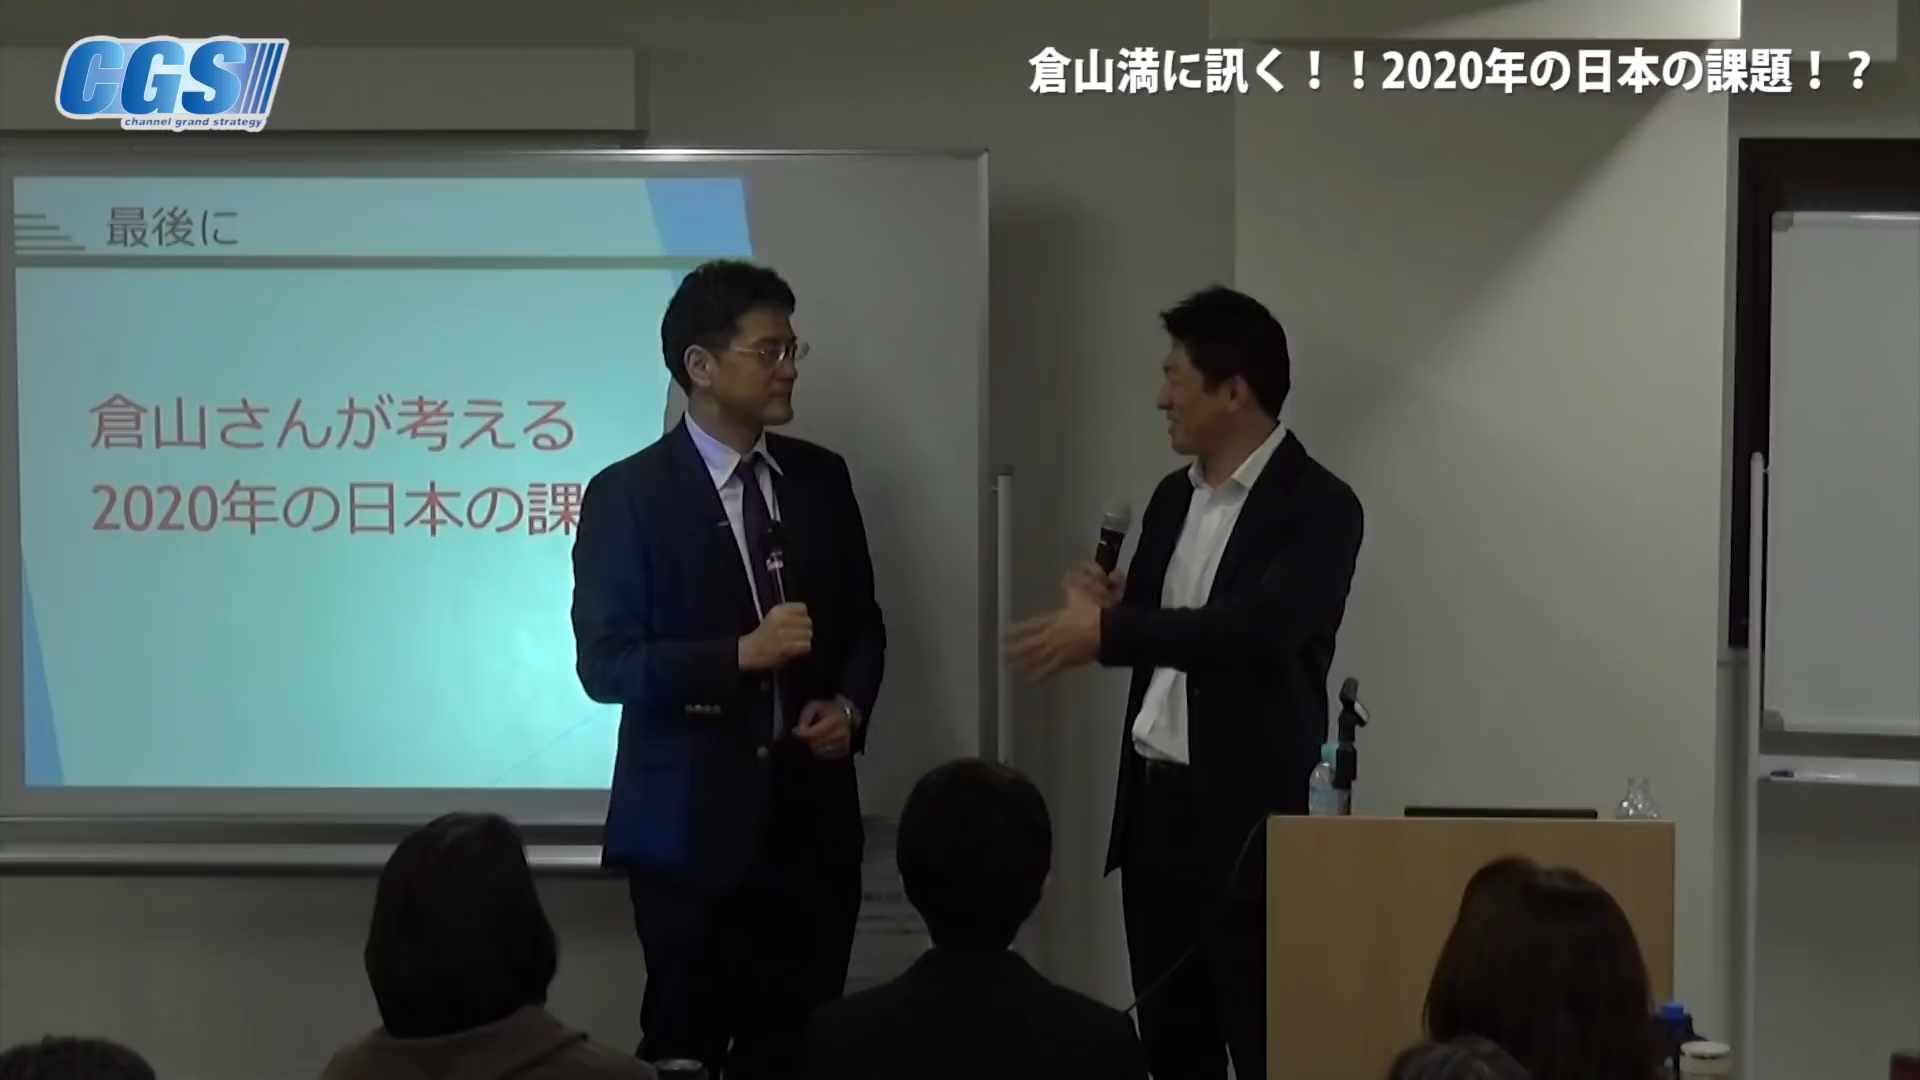 CGS
channel grand strategy
倉山満に訊く！！2020年の日本の課題！？
最後に
倉山さんが考える
2020年の日本の課